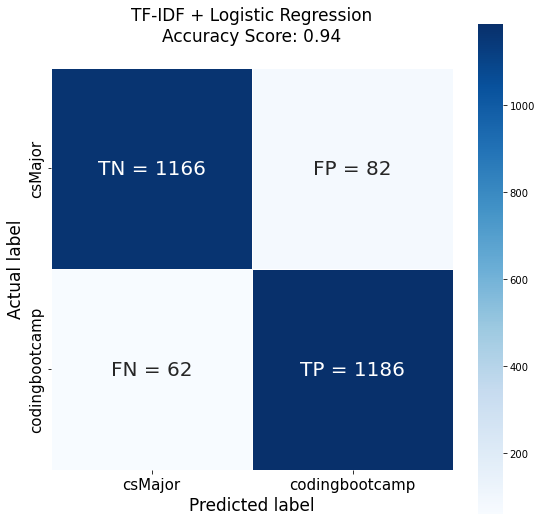 TF-IDF + Logistic Regression
Accuracy Score: 0.94
Actual label
csMajor
codingbootcamp
TN = 1166
FP = 82
FN = 62
TP = 1186
csMajor
codingbootcamp
Predicted label
1000
800
600
400
200